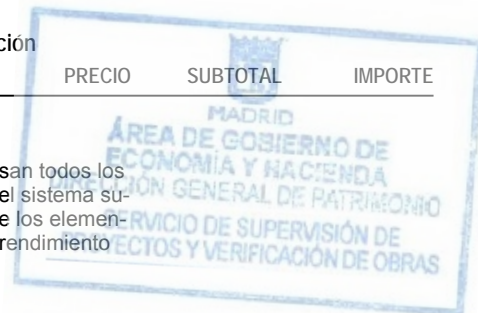 ción
PRECIO SUBTOTAL IMPORTE
MADRID
ÁREA DE GOBIERNO DE
ECONOMÍA Y HACIENDA
DIRECCIÓN GENERAL DE PATRIMONIO
SERVICIO DE SUPERVISIÓN DE
PROYECTOS Y VERIFICACIÓN DE OBRAS
san todos los
el sistema su-
e los elemen-
rendimiento